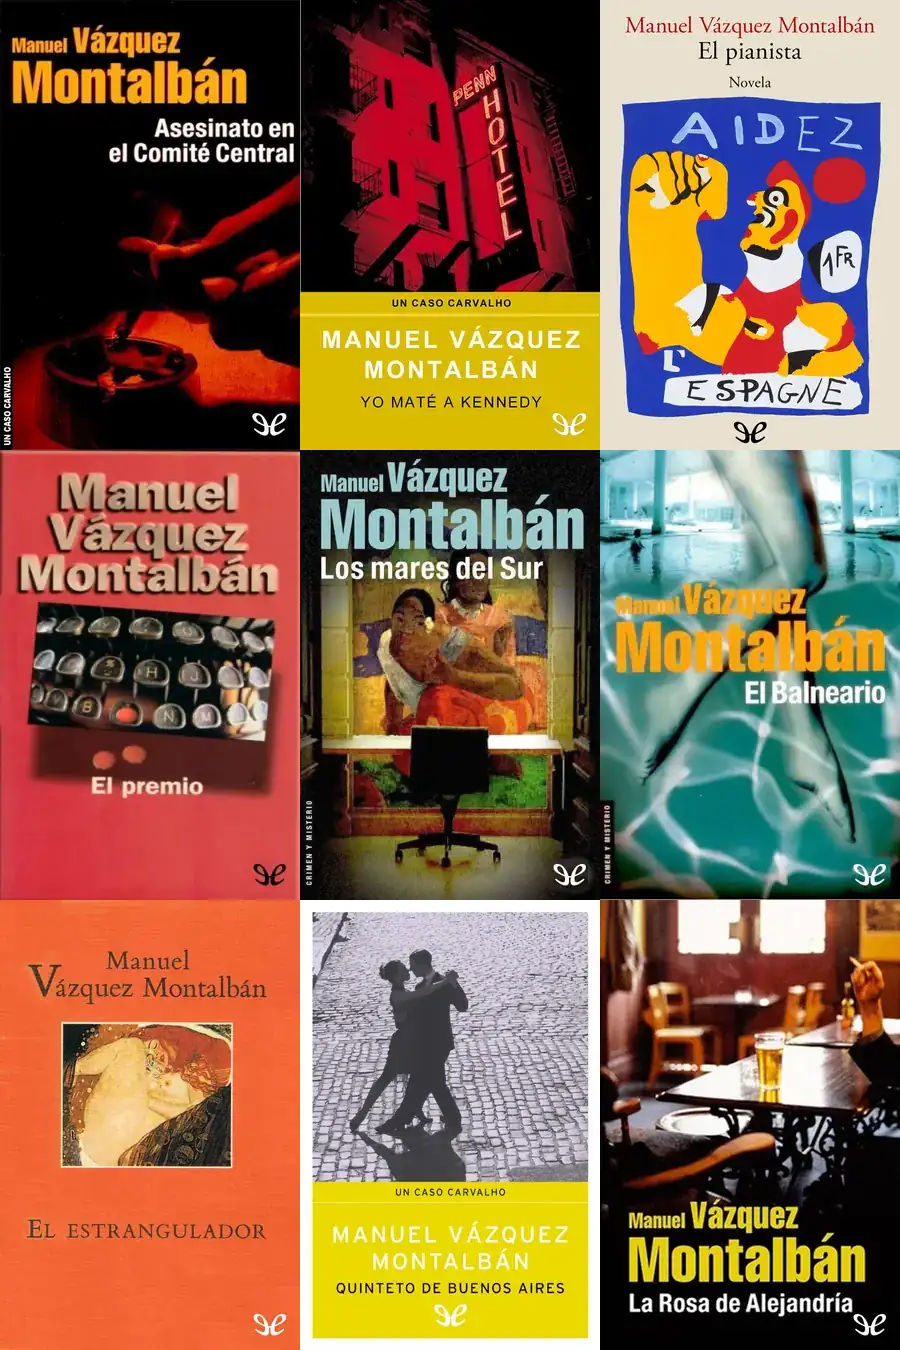 Manuel Vázquez
Montalbán
Asesinato en
el Comité Central
UN CASO CARVALHO
PENN
HOTEL
UN CASO CARVALHO
MANUEL VÁZQUEZ
MONTALBÁN
YO MATÉ A KENNEDY
Manuel Vázquez Montalbán
El pianista
Novela
AIDEZ
1FR
L'
ESPAGNE
Manuel
Vázquez
Montalbán
H J
B N M
El premio
Manuel Vázquez
Montalbán
Los mares del Sur
CRIMEN Y MISTERIO
Manuel Vázquez
Montalbán
El Balneario
CRIMEN Y MISTERIO
Manuel
Vázquez Montalbán
EL ESTRANGULADOR
UN CASO CARVALHO
MANUEL VÁZQUEZ
MONTALBÁN
QUINTETO DE BUENOS AIRES
Manuel Vázquez
Montalbán
La Rosa de Alejandría